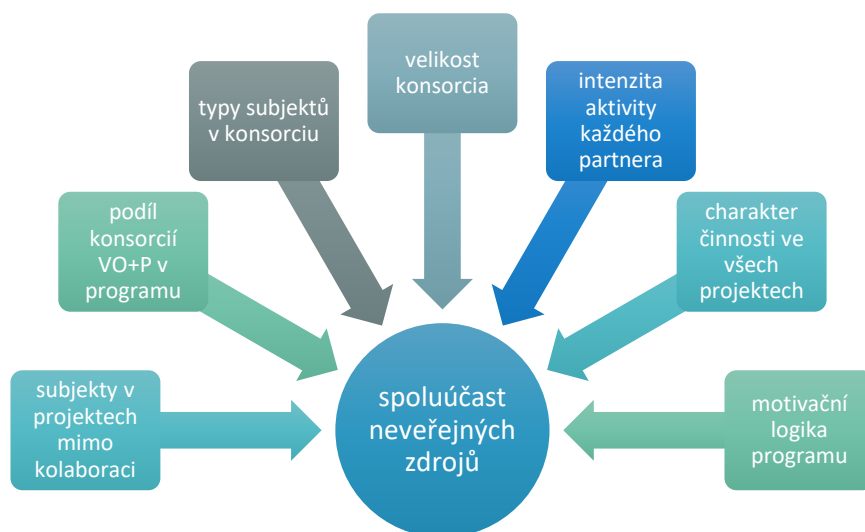 velikost
konsorcia
typy subjektů
v konsorciu
intenzita
aktivity
každého
partnera
podíl
konsorcií
VO+P v
programu
charakter
činnosti ve
všech
projektech
subjekty v
projektech
mimo
kolaboraci
spoluúčast
neveřejných
zdrojů
motivační
logika
programu